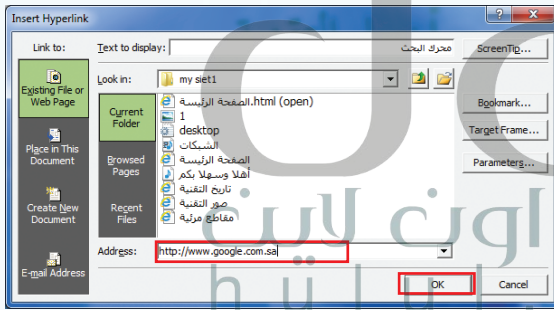 Insert Hyperlink
Link to:
Text to display: محرك البحث
ScreenTip...
Existing File or Web Page
Look in: my siet1
Current Folder
الصفحة الرئيسة.html (open)
1
desktop
الشبكات
الصفحة الرئيسة
أهلا وسهلا بكم
تاريخ التقنية
صور التقنية
مقاطع مرئية
Bookmark...
Target Frame...
Parameters...
Place in This Document
Browsed Pages
Create New Document
Recent Files
E-mail Address
Address: http://www.google.com.sa
OK
Cancel
اون لاين
hulul